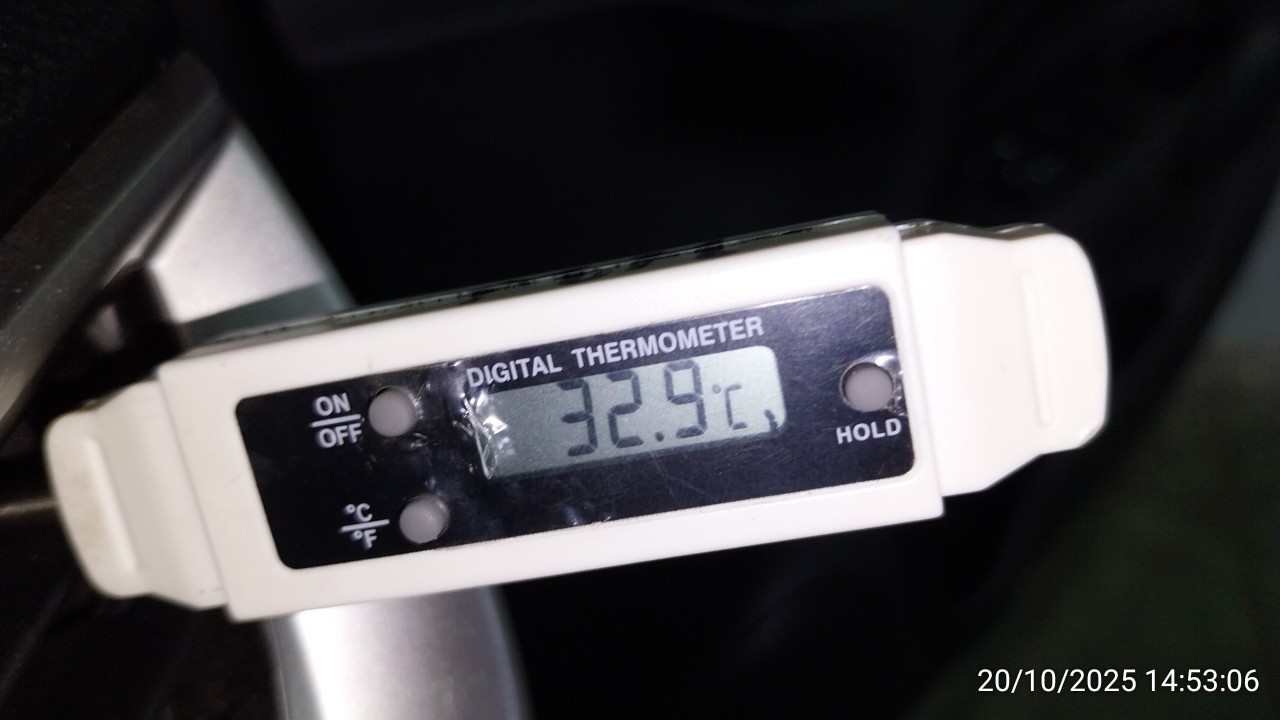 DIGITAL THERMOMETER
ON
OFF
32.9°C
HOLD
°C
°F
20/10/2025 14:53:06